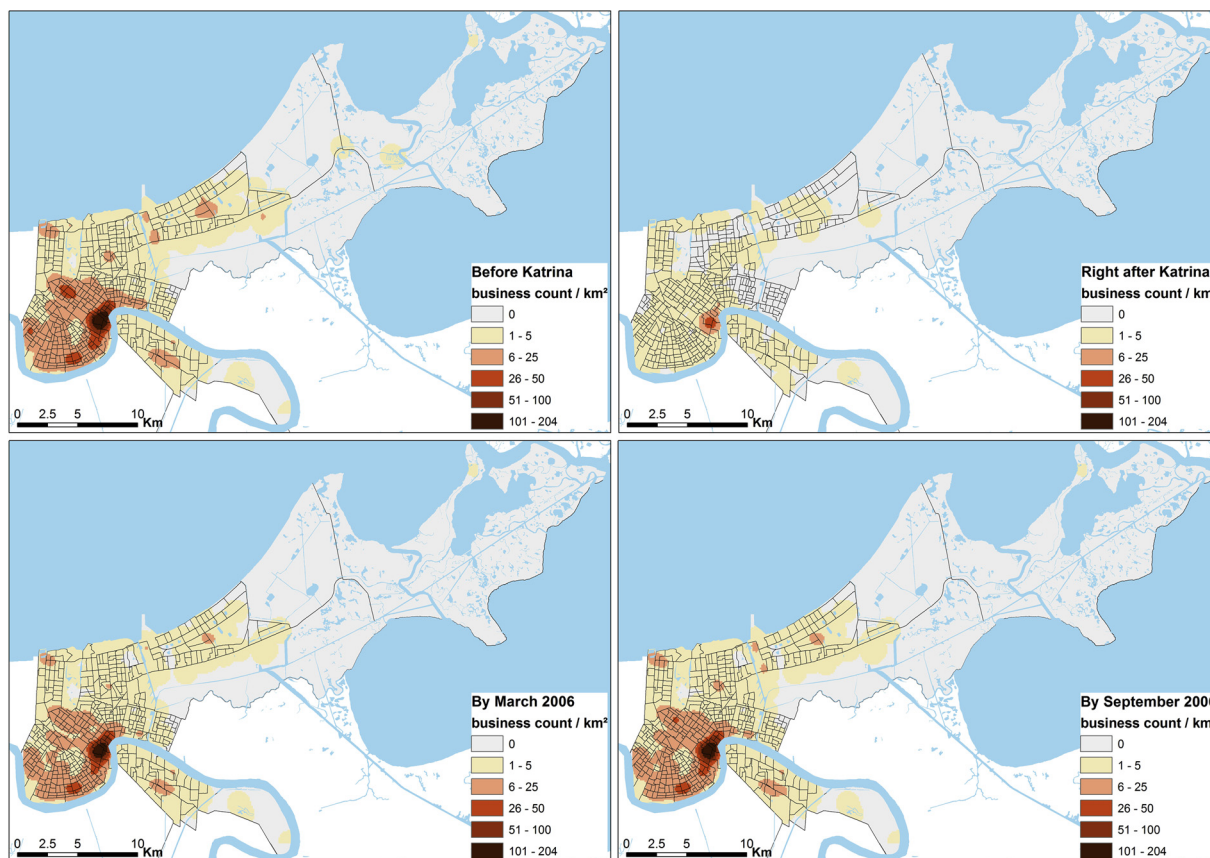 Before Katrina
business count / km²
0
1 - 5
6 - 25
26 - 50
51 - 100
101 - 204
0 2.5 5 10
Km
Right after Katrina
business count / km
0
1 - 5
6 - 25
26 - 50
51 - 100
101 - 204
0 2.5 5 10
Km
By March 2006
business count / km²
0
1 - 5
6 - 25
26 - 50
51 - 100
101 - 204
0 2.5 5 10
Km
By September 2006
business count / km²
0
1 - 5
6 - 25
26 - 50
51 - 100
101 - 204
0 2.5 5 10
Km